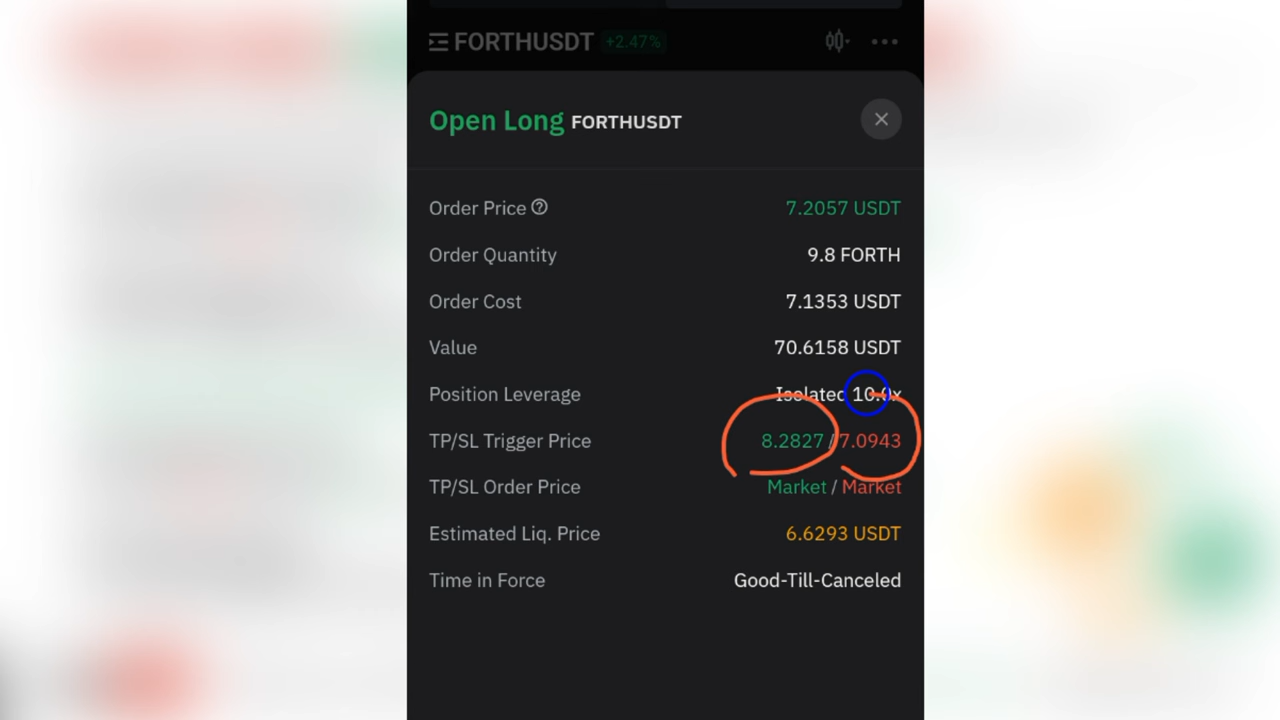 FORTHUSDT +2.47%
Open Long FORTHUSDT
Order Price 7.2057 USDT
Order Quantity 9.8 FORTH
Order Cost 7.1353 USDT
Value 70.6158 USDT
Position Leverage Isolated 10.0x
TP/SL Trigger Price 8.2827 / 7.0943
TP/SL Order Price Market / Market
Estimated Liq. Price 6.6293 USDT
Time in Force Good-Till-Canceled